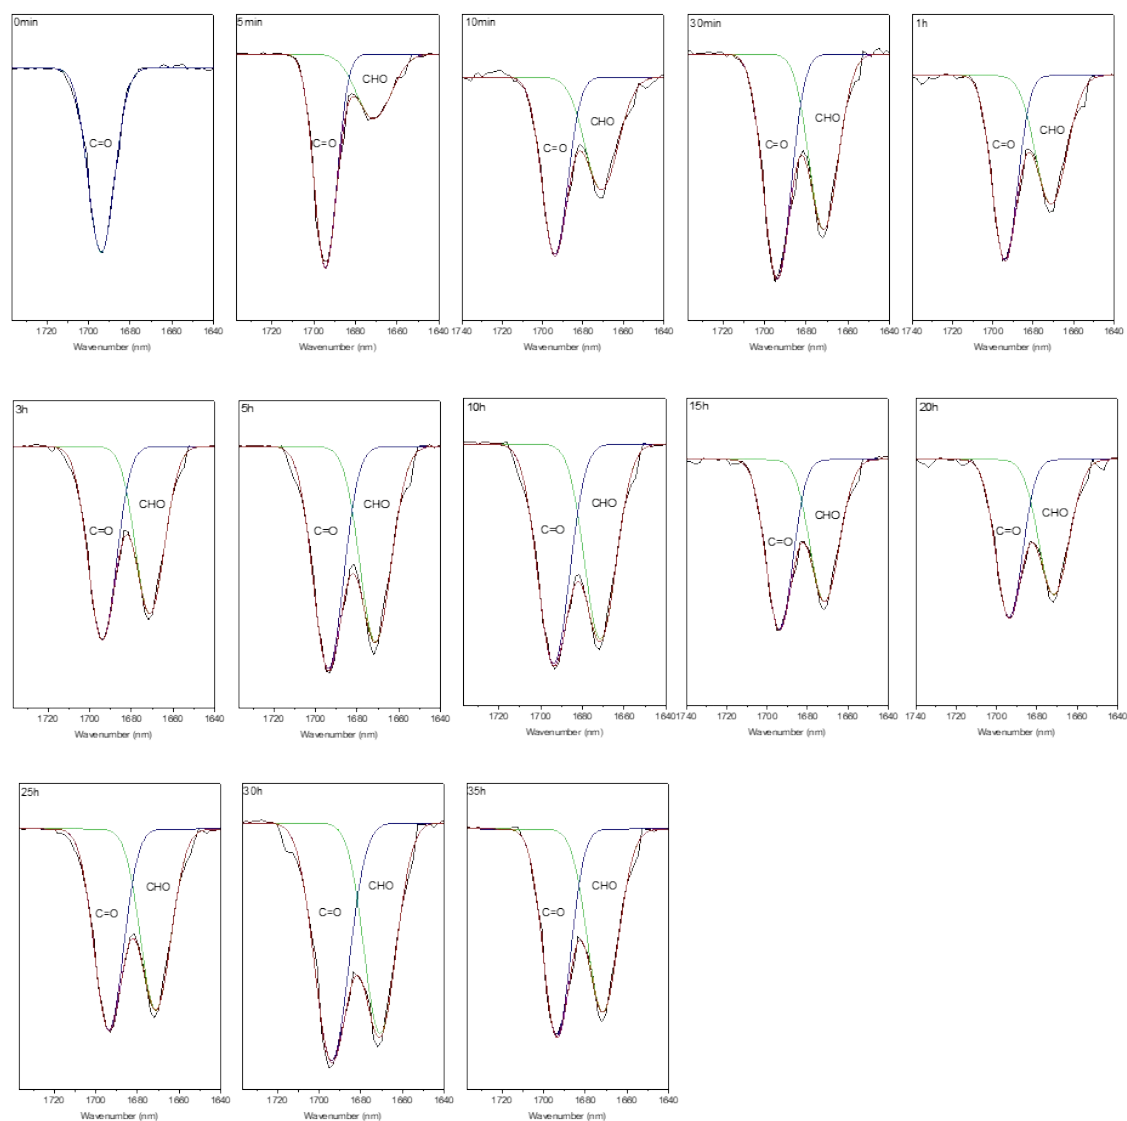 0min
5min
10min
30min
1h
CHO
CHO
CHO
CHO
C=O
C=O
C=O
C=O
C=O
1720 1700 1680 1660 1640
1720 1700 1680 1660 1640
1740 1720 1700 1680 1660 1640
1720 1700 1680 1660 1640
1740 1720 1700 1680 1660 1640
Wavenumber (nm)
Wavenumber (nm)
Wavenumber (nm)
Wavenumber (nm)
Wavenumber (nm)
3h
5h
10h
15h
20h
CHO
CHO
CHO
CHO
CHO
C=O
C=O
C=O
C=O
C=O
1720 1700 1680 1660 1640
1720 1700 1680 1660 1640
1720 1700 1680 1660 1640
1740 1720 1700 1680 1660 1640
1740 1720 1700 1680 1660 1640
Wavenumber (nm)
Wavenumber (nm)
Wavenumber (nm)
Wavenumber (nm)
Wavenumber (nm)
25h
30h
35h
CHO
CHO
CHO
C=O
C=O
C=O
1720 1700 1680 1660 1640
1720 1700 1680 1660 1640
1720 1700 1680 1660 1640
Wavenumber (nm)
Wavenumber (nm)
Wavenumber (nm)